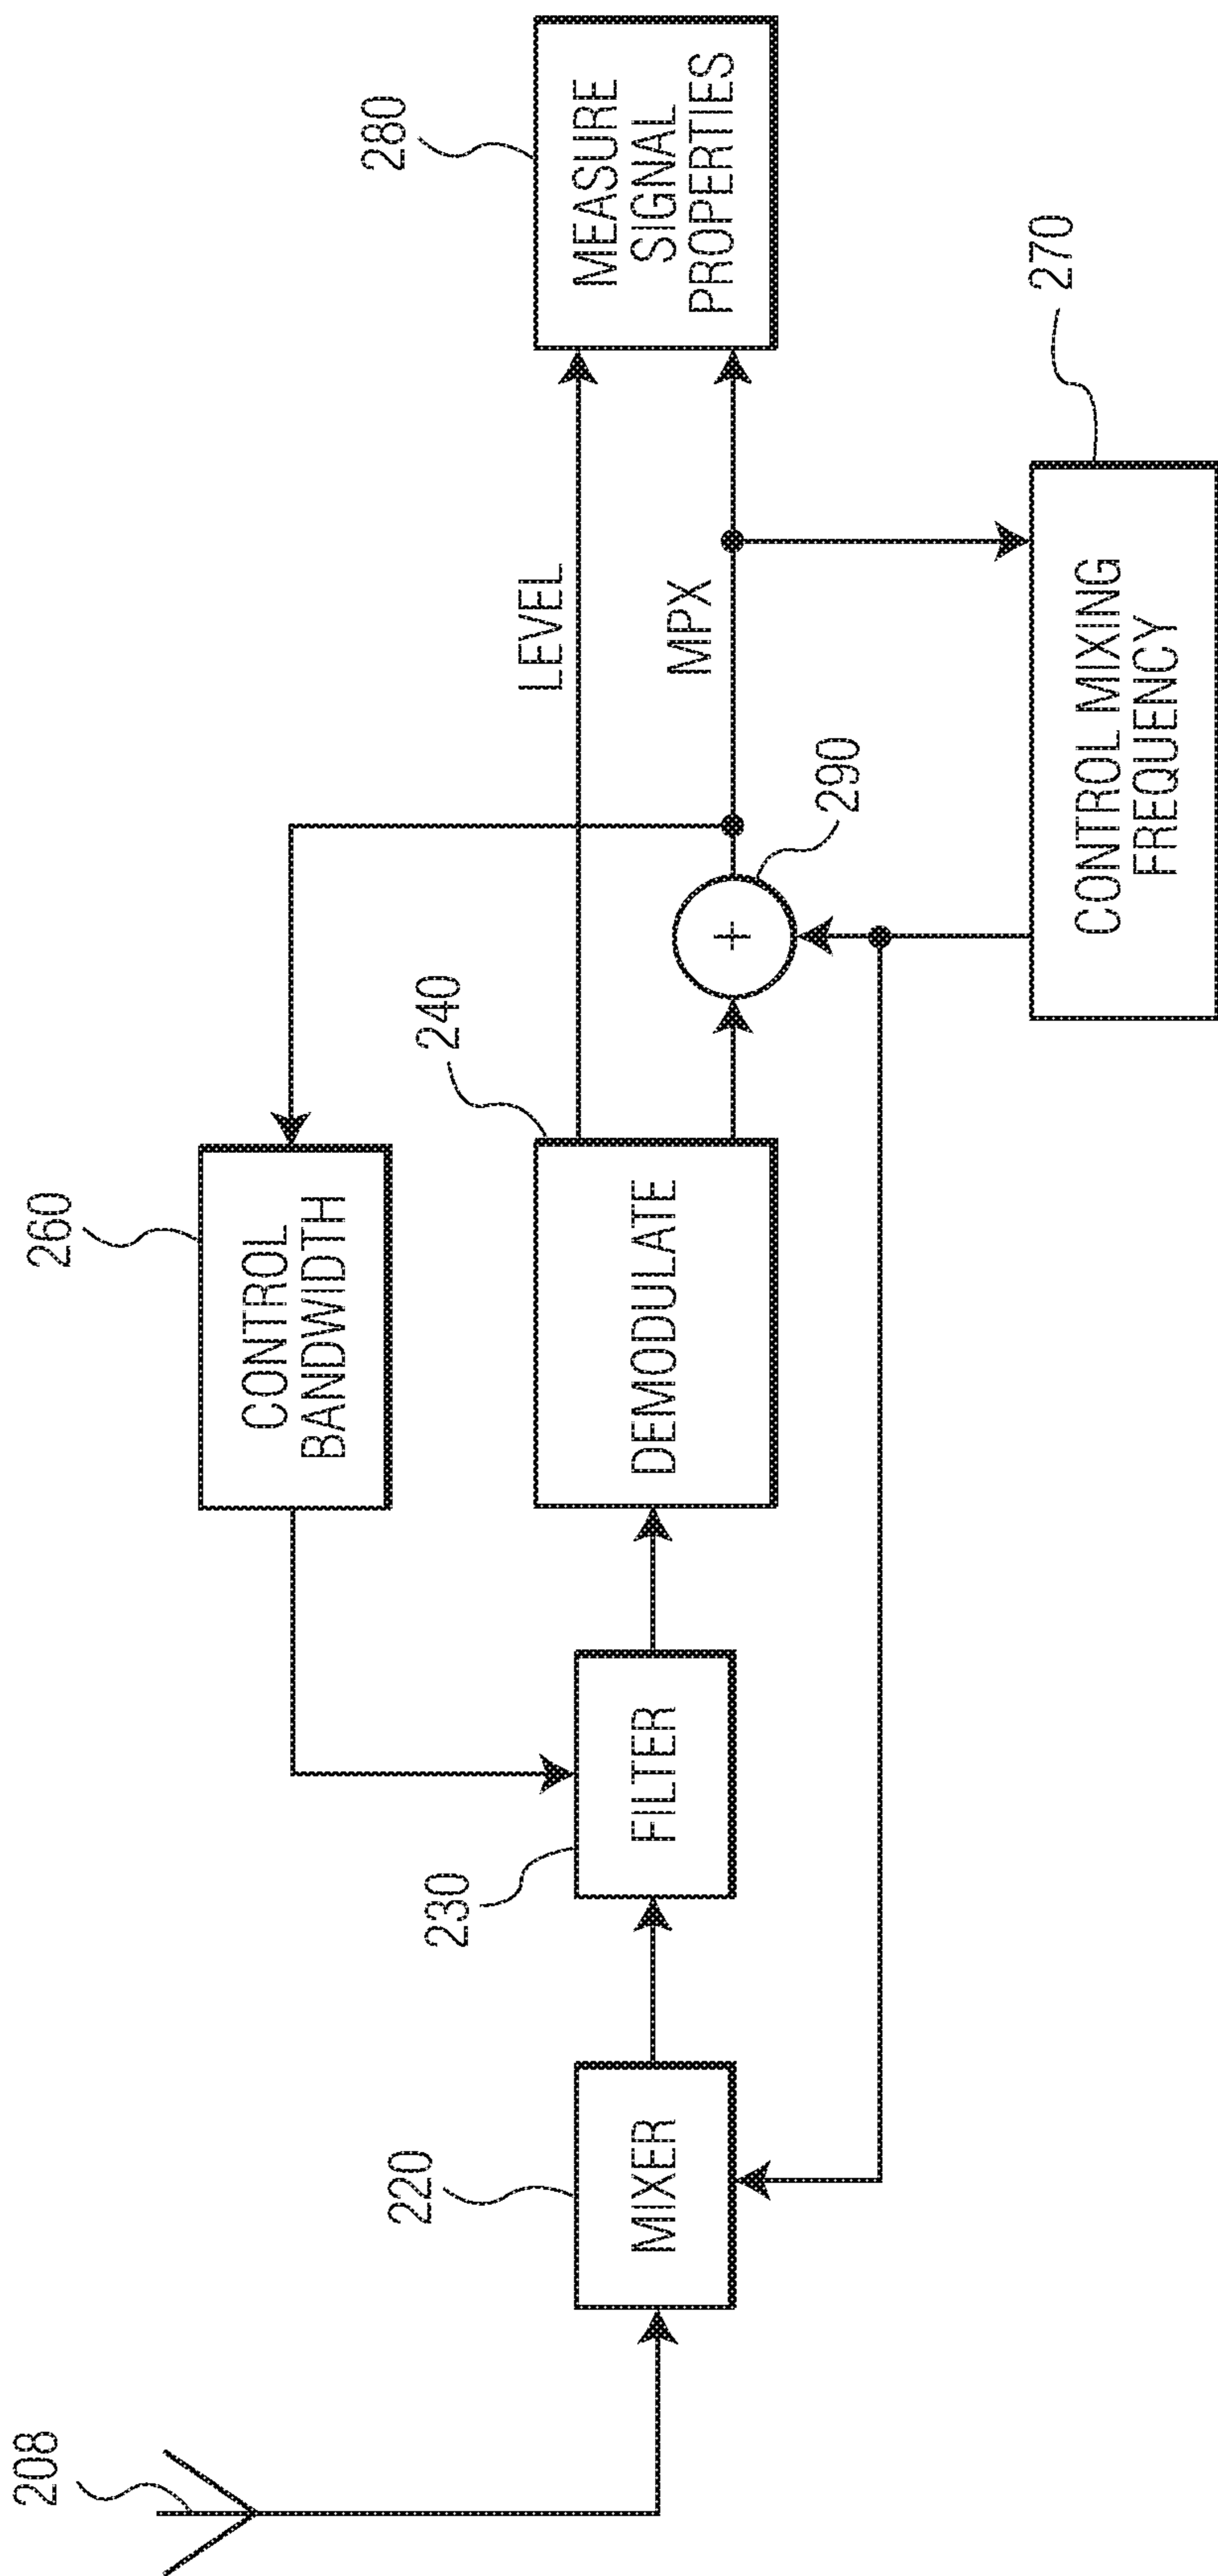 208
220
MIXER
230
FILTER
260
CONTROL
BANDWIDTH
240
DEMODULATE
290
+
LEVEL
MPX
280
MEASURE
SIGNAL
PROPERTIES
270
CONTROL MIXING
FREQUENCY